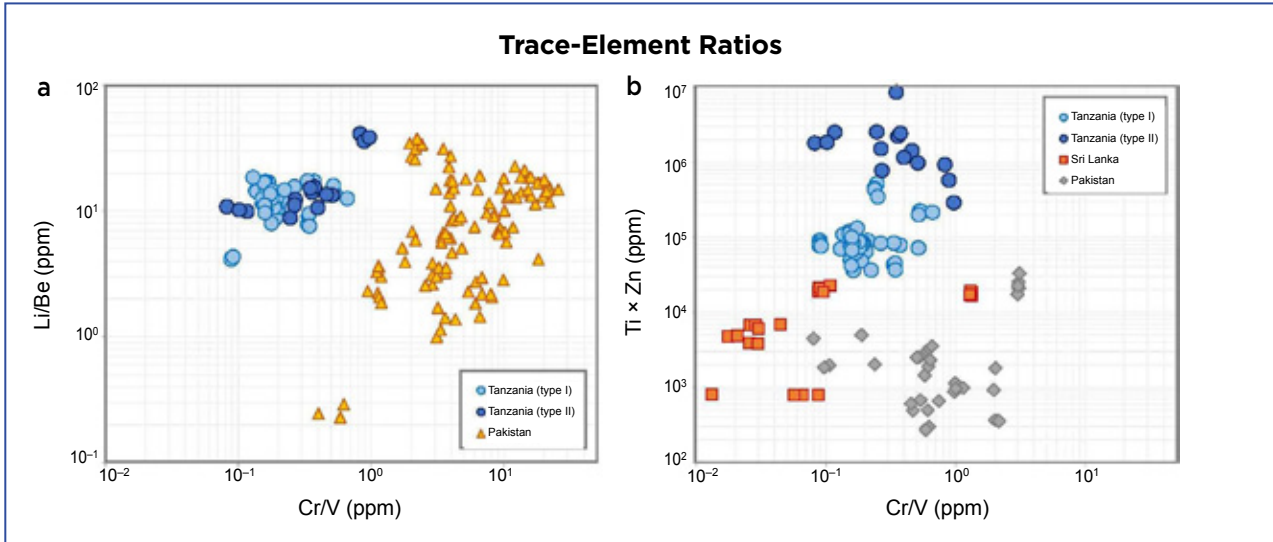 Trace-Element Ratios
a
10²
10¹
10⁰
10⁻¹
Li/Be (ppm)
10⁻²
10⁻¹
10⁰
10¹
Cr/V (ppm)
Tanzania (type I)
Tanzania (type II)
Pakistan
b
10⁷
10⁶
10⁵
10⁴
10³
10²
Ti × Zn (ppm)
10⁻²
10⁻¹
10⁰
10¹
Cr/V (ppm)
Tanzania (type I)
Tanzania (type II)
Sri Lanka
Pakistan